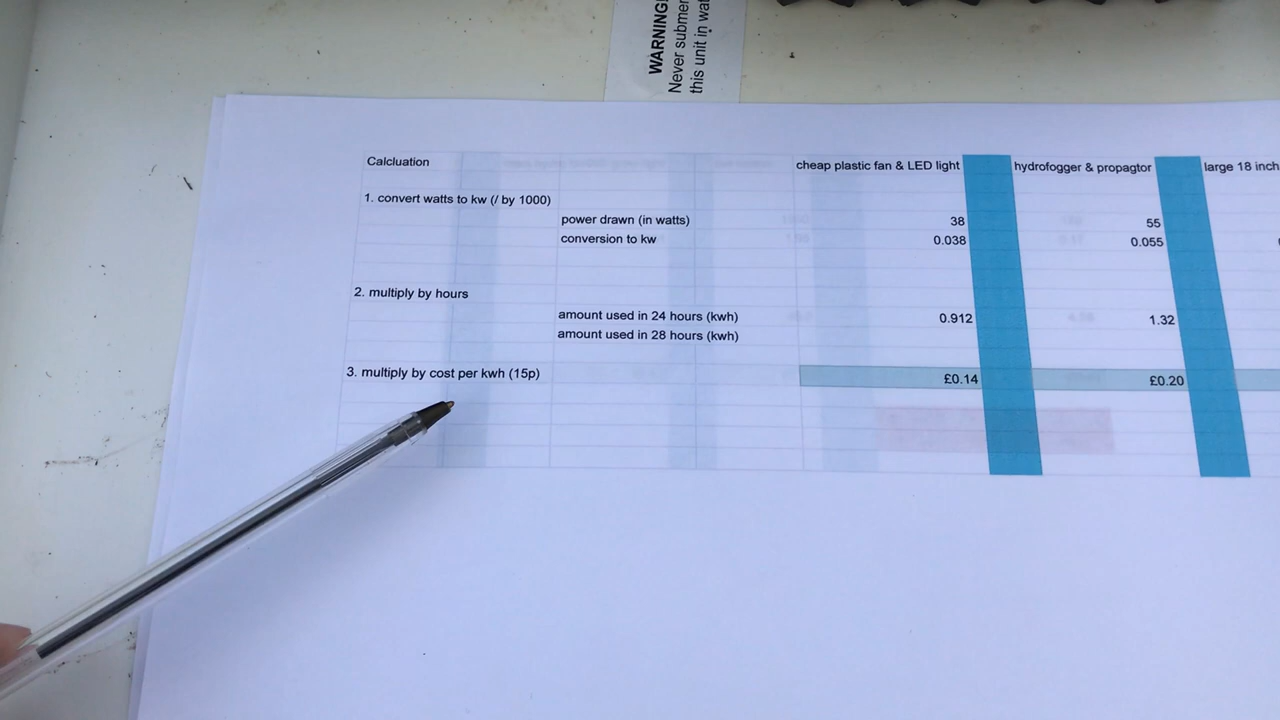 WARNING!
Never submer
this unit in wat
Calcluation cheap plastic fan & LED light hydrofogger & propagtor large 18 inch
1. convert watts to kw (/ by 1000)
power drawn (in watts) 38 55
conversion to kw 0.038 0.055
2. multiply by hours
amount used in 24 hours (kwh) 0.912 1.32
amount used in 28 hours (kwh)
3. multiply by cost per kwh (15p) £0.14 £0.20